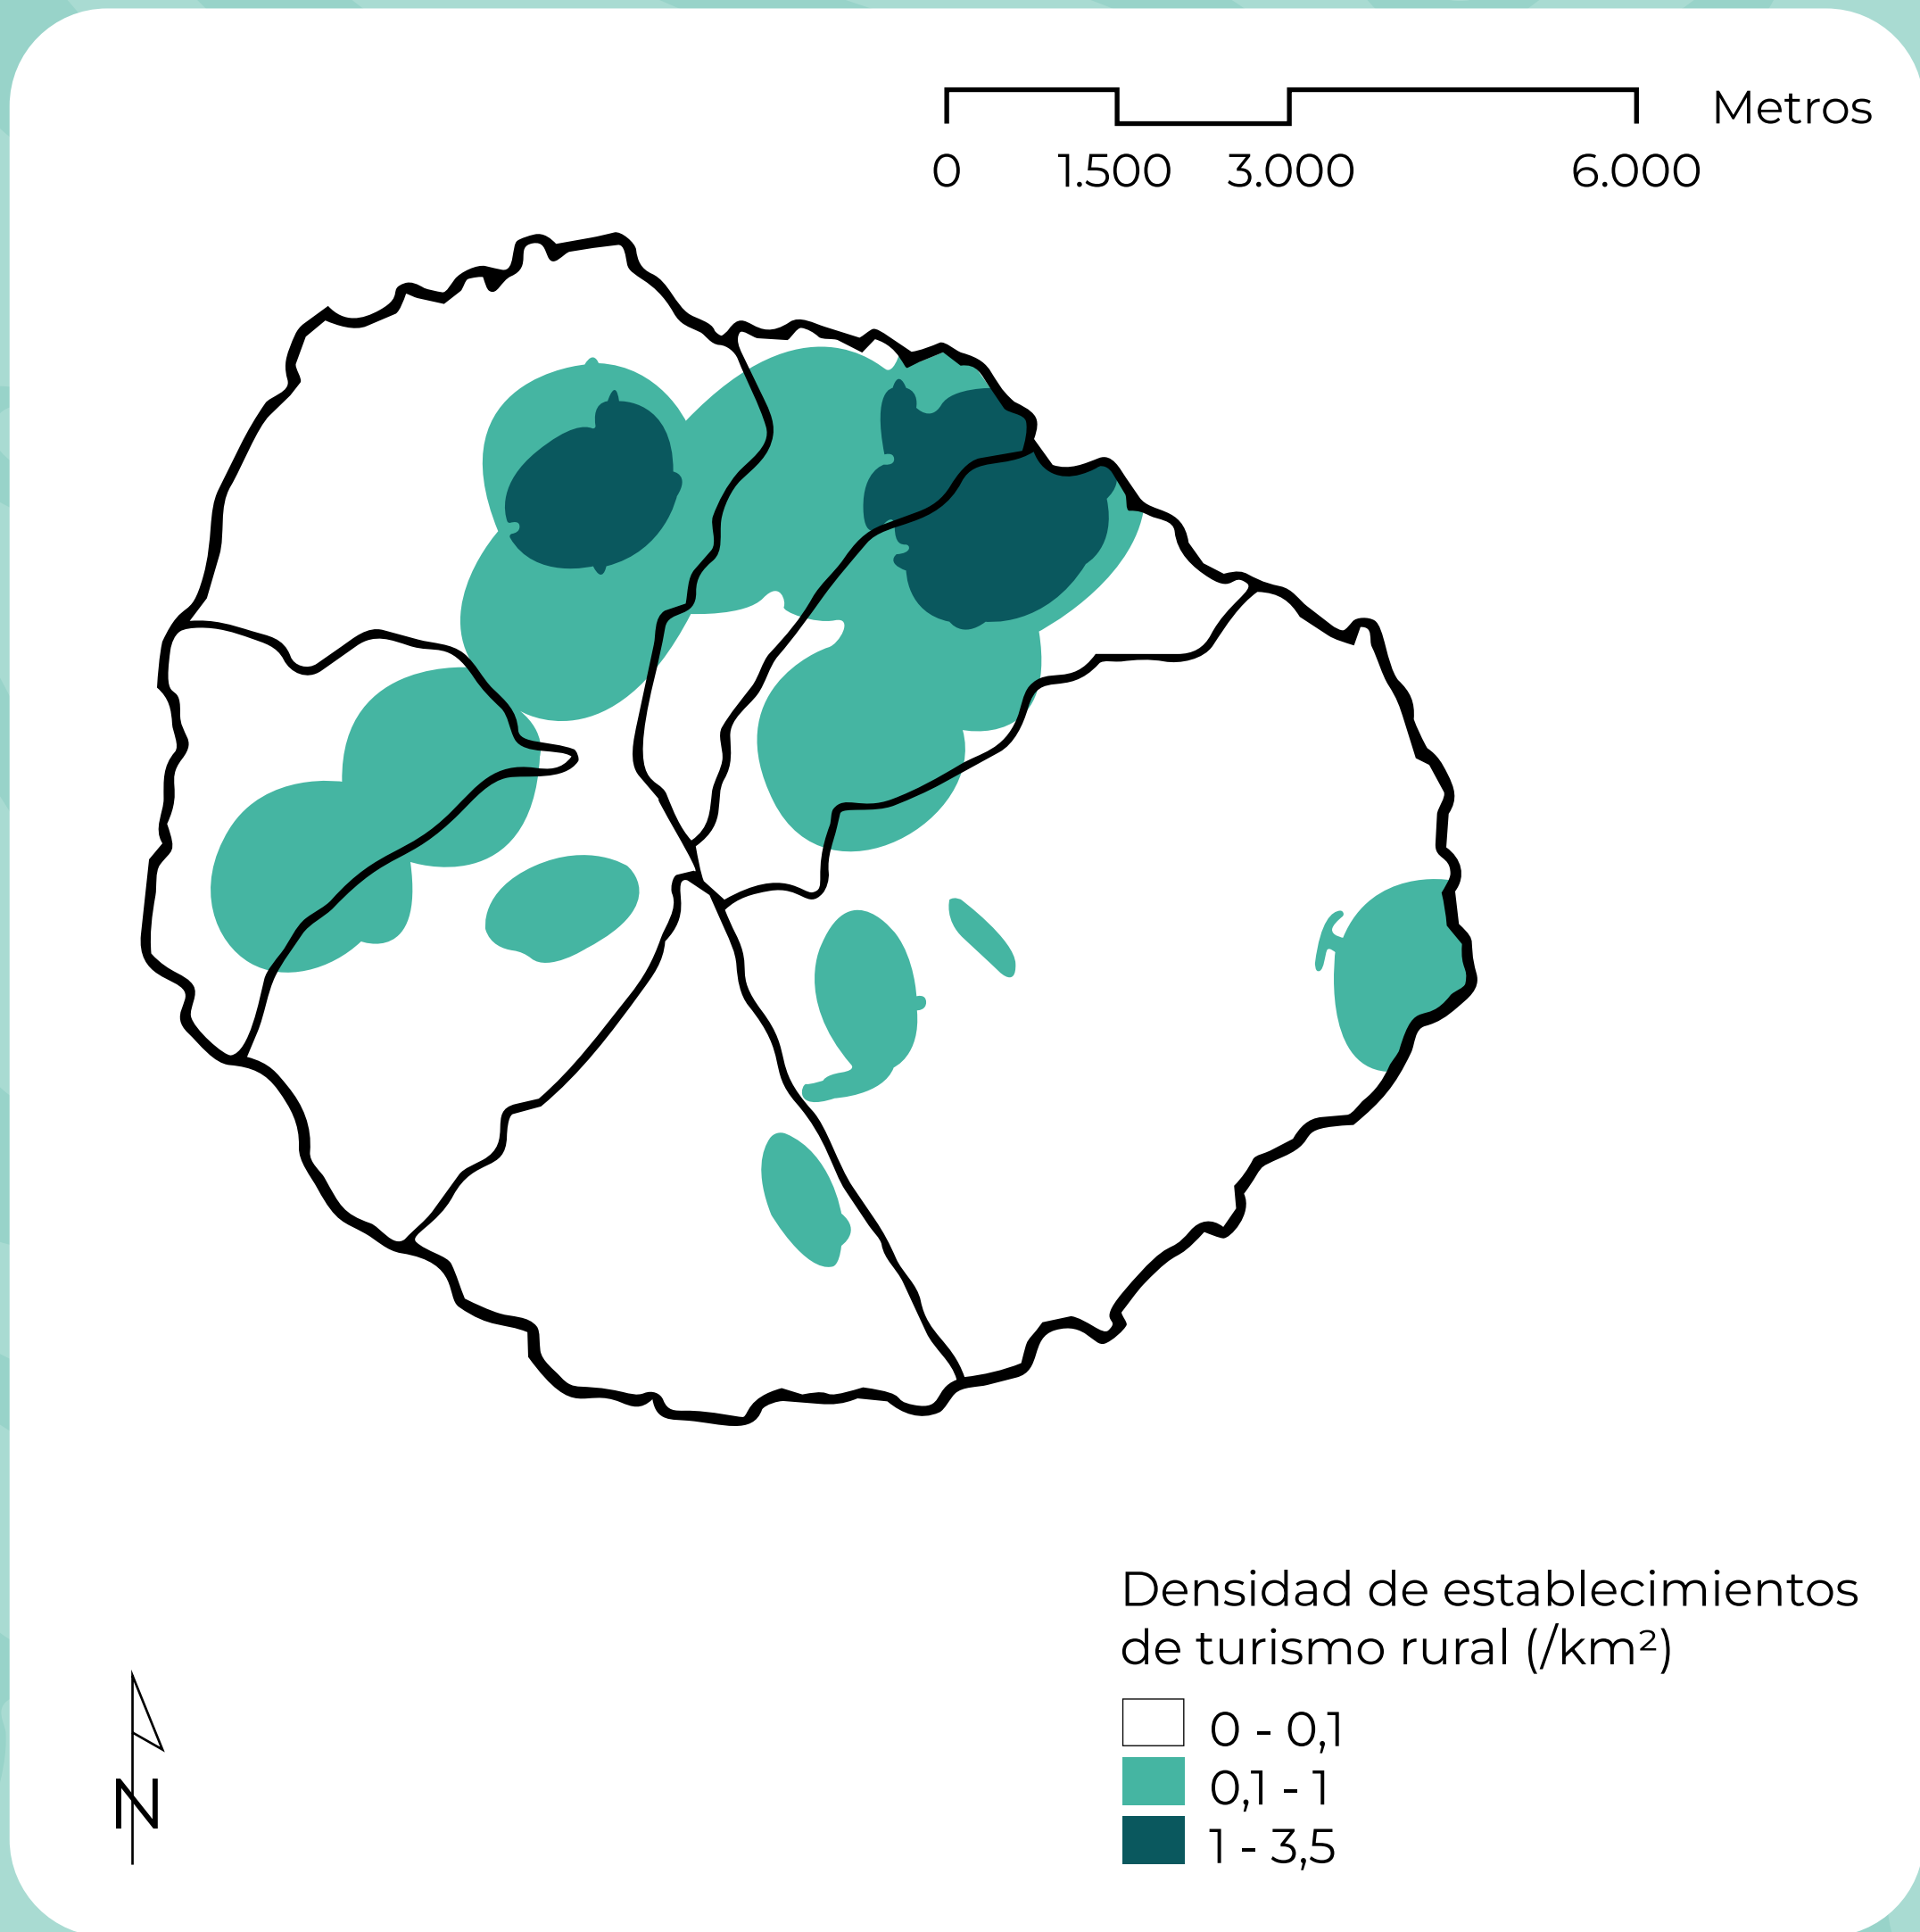 Metros
0 1.500 3.000 6.000
Densidad de establecimientos
de turismo rural (/km²)
0 - 0,1
0,1 - 1
1 - 3,5
N